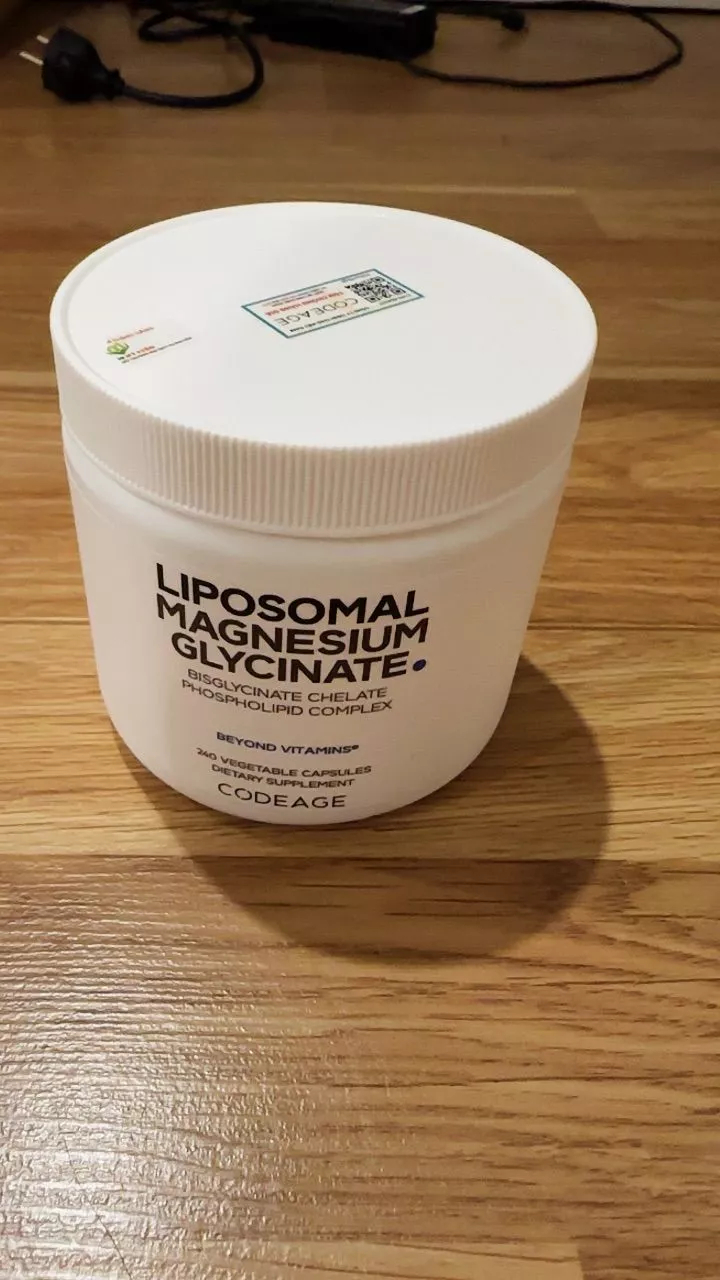 CODEAGE
LIPOSOMAL
MAGNESIUM
GLYCINATE
BISGLYCINATE CHELATE
PHOSPHOLIPID COMPLEX
BEYOND VITAMINS®
240 VEGETABLE CAPSULES
DIETARY SUPPLEMENT
CODEAGE